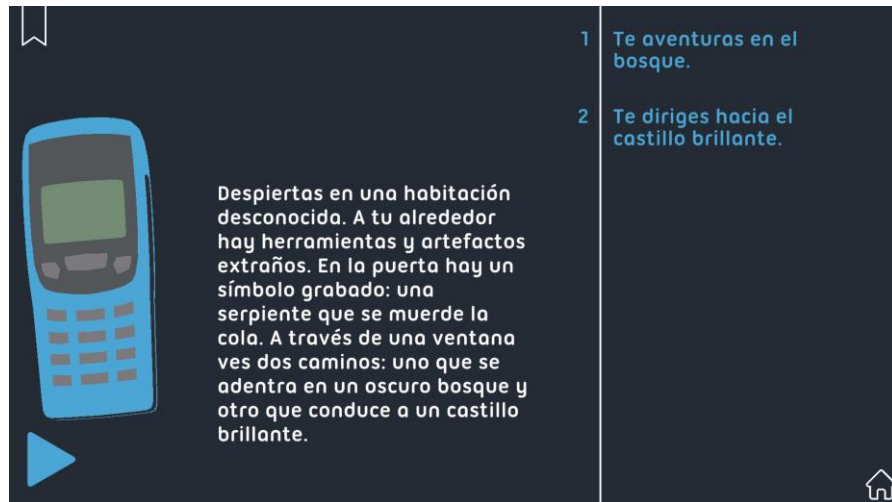 Despiertas en una habitación
desconocida. A tu alrededor
hay herramientas y artefactos
extraños. En la puerta hay un
símbolo grabado: una
serpiente que se muerde la
cola. A través de una ventana
ves dos caminos: uno que se
adentra en un oscuro bosque y
otro que conduce a un castillo
brillante.
1 Te aventuras en el
bosque.
2 Te diriges hacia el
castillo brillante.